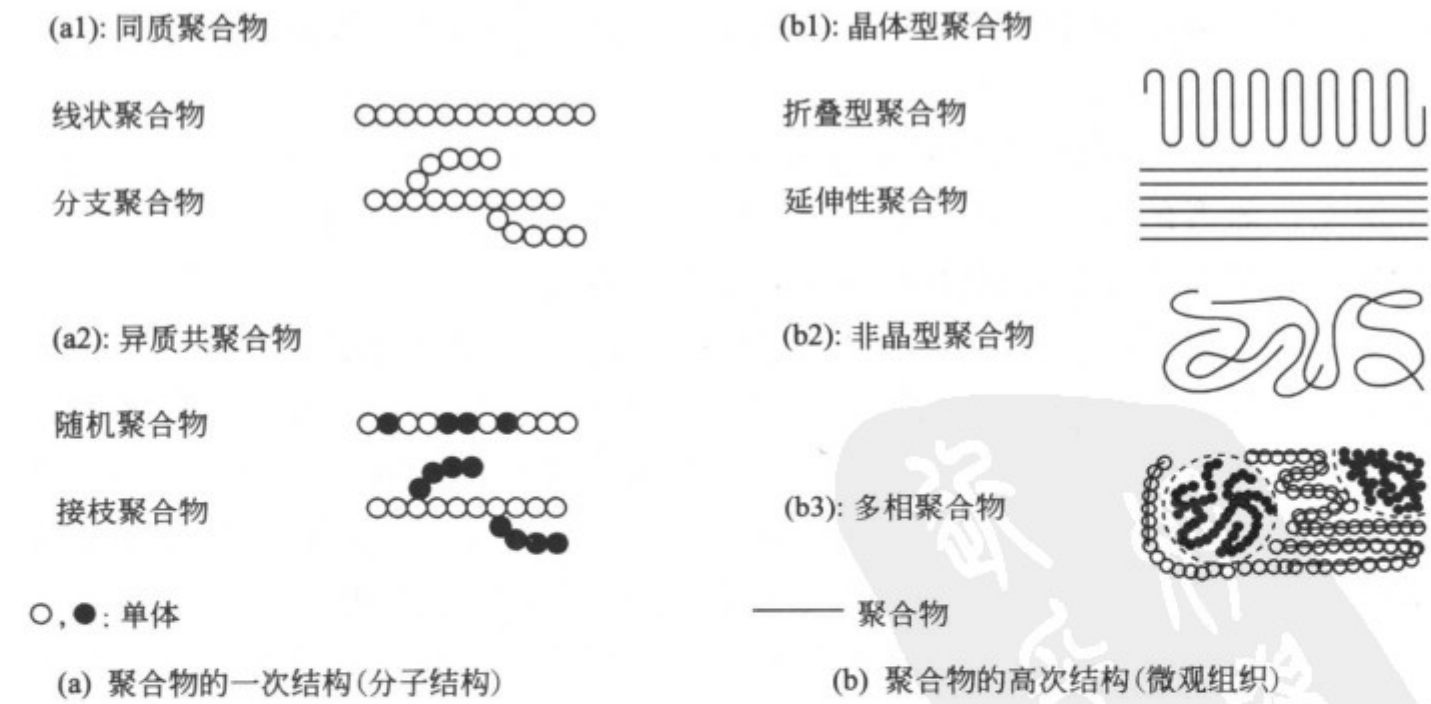 (a1): 同质聚合物
线状聚合物
分支聚合物
(a2): 异质共聚合物
随机聚合物
接枝聚合物
○,●: 单体
(a) 聚合物的一次结构(分子结构)
(b1): 晶体型聚合物
折叠型聚合物
延伸性聚合物
(b2): 非晶型聚合物
(b3): 多相聚合物
聚合物
(b) 聚合物的高次结构(微观组织)